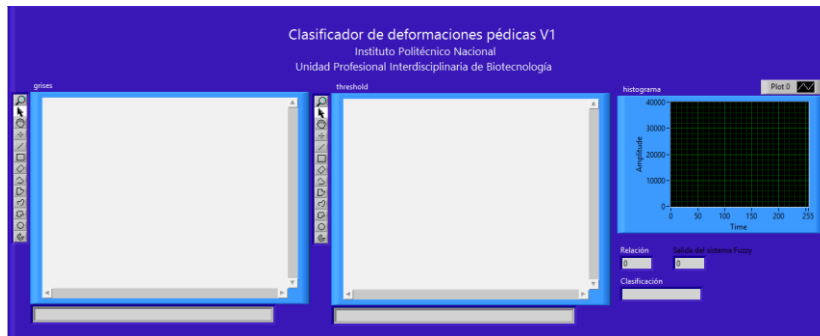 Clasificador de deformaciones pédicas V1
Instituto Politécnico Nacional
Unidad Profesional Interdisciplinaria de Biotecnología
grises
threshold
histograma
Plot 0
40000
30000
20000
10000
0
Amplitude
0 50 100 150 200 255
Time
Relación
Salida del sistema Fuzzy
0
0
Clasificación